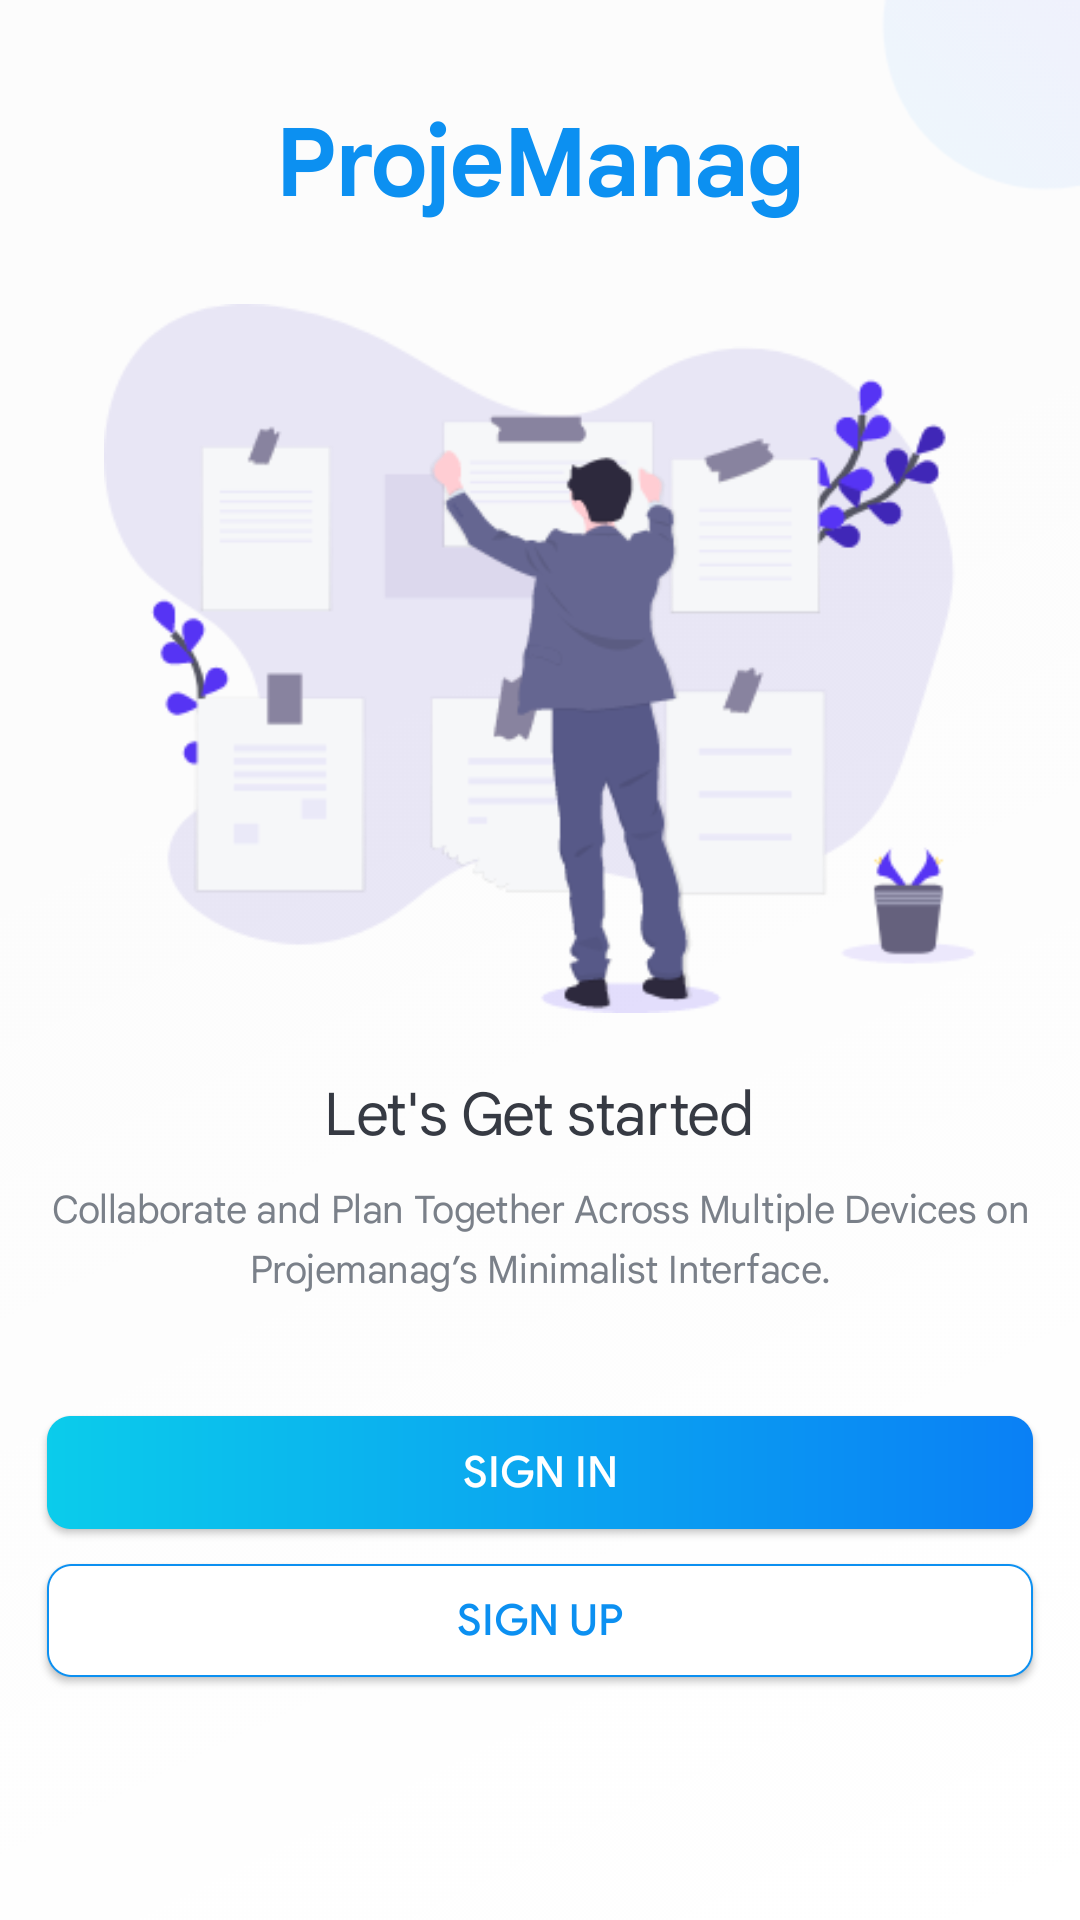 ProjeManag
Let's Get started
Collaborate and Plan Together Across Multiple Devices on
Projemanag’s Minimalist Interface.
SIGN IN
SIGN UP